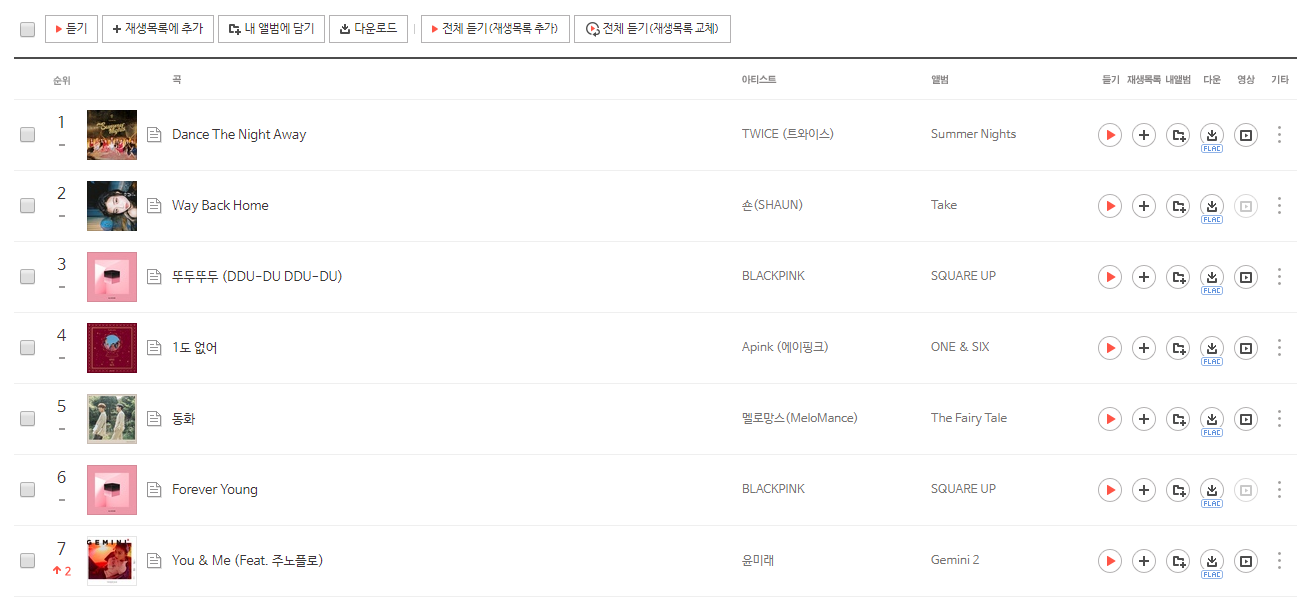 듣기 재생목록에 추가 내 앨범에 담기 다운로드 전체 듣기(재생목록 추가) 전체 듣기(재생목록 교체)
순위 곡 아티스트 앨범 듣기 재생목록 내앨범 다운 영상 기타
1 Dance The Night Away TWICE (트와이스) Summer Nights
FLAC
2 Way Back Home 숀(SHAUN) Take
FLAC
3 뚜두뚜두 (DDU-DU DDU-DU) BLACKPINK SQUARE UP
FLAC
4 1도 없어 Apink (에이핑크) ONE & SIX
FLAC
5 동화 멜로망스(MeloMance) The Fairy Tale
FLAC
6 Forever Young BLACKPINK SQUARE UP
FLAC
7 GEMINI You & Me (Feat. 주노플로) 윤미래 Gemini 2
2 FLAC